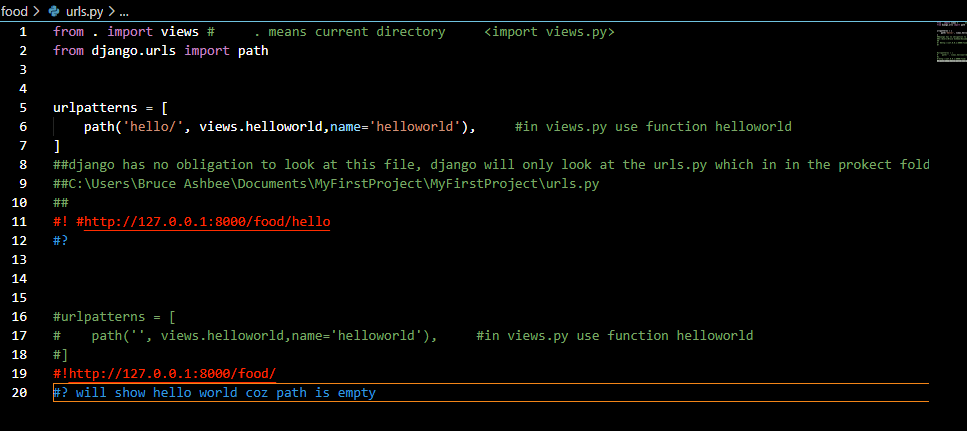 food > urls.py > ...
1 from . import views #     . means current directory     <import views.py>
2 from django.urls import path
3
4
5 urlpatterns = [
6     path('hello/', views.helloworld,name='helloworld'),     #in views.py use function helloworld
7 ]
8 ##django has no obligation to look at this file, django will only look at the urls.py which in in the prokect fold
9 ##C:\Users\Bruce Ashbee\Documents\MyFirstProject\MyFirstProject\urls.py
10 ##
11 #! #http://127.0.0.1:8000/food/hello
12 #?
13
14
15
16 #urlpatterns = [
17 #    path('', views.helloworld,name='helloworld'),     #in views.py use function helloworld
18 #]
19 #!http://127.0.0.1:8000/food/
20 #? will show hello world coz path is empty